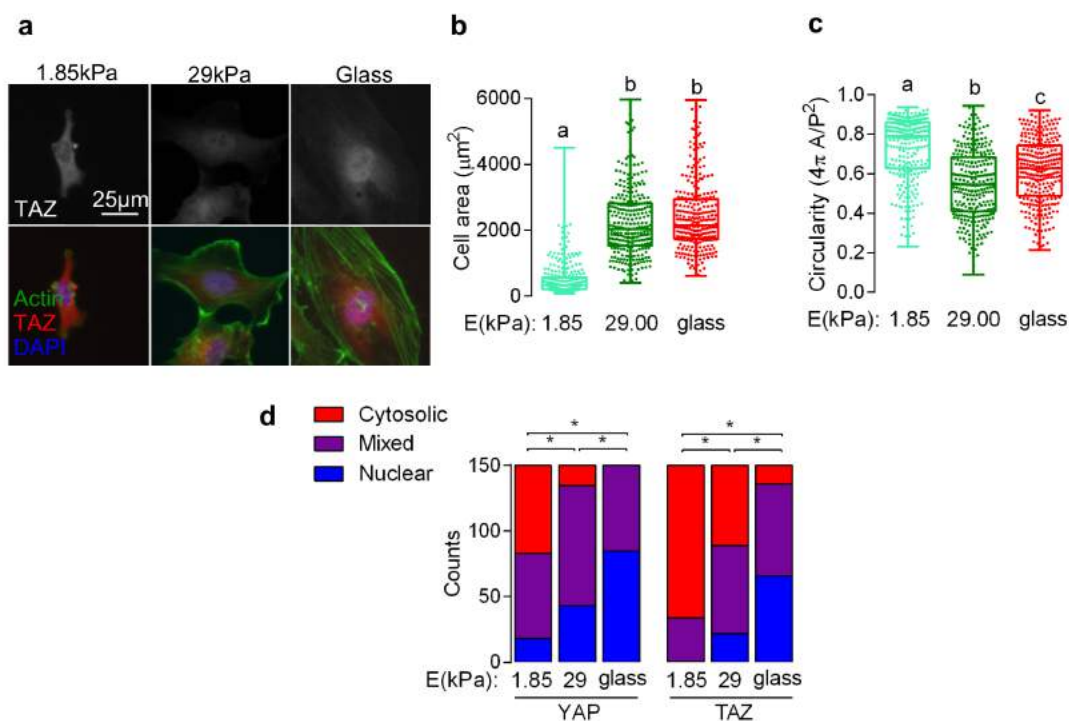 a
1.85kPa 29kPa Glass
TAZ
25μm
Actin
TAZ
DAPI
b
Cell area (μm²)
6000
4000
2000
0
a b b
E(kPa): 1.85 29.00 glass
c
Circularity (4π A/P²)
1.0
0.8
0.6
0.4
0.2
0.0
a b c
E(kPa): 1.85 29.00 glass
d
Cytosolic
Mixed
Nuclear
Counts
150
100
50
0
*
* *
*
* *
E(kPa): 1.85 29 glass 1.85 29 glass
YAP TAZ